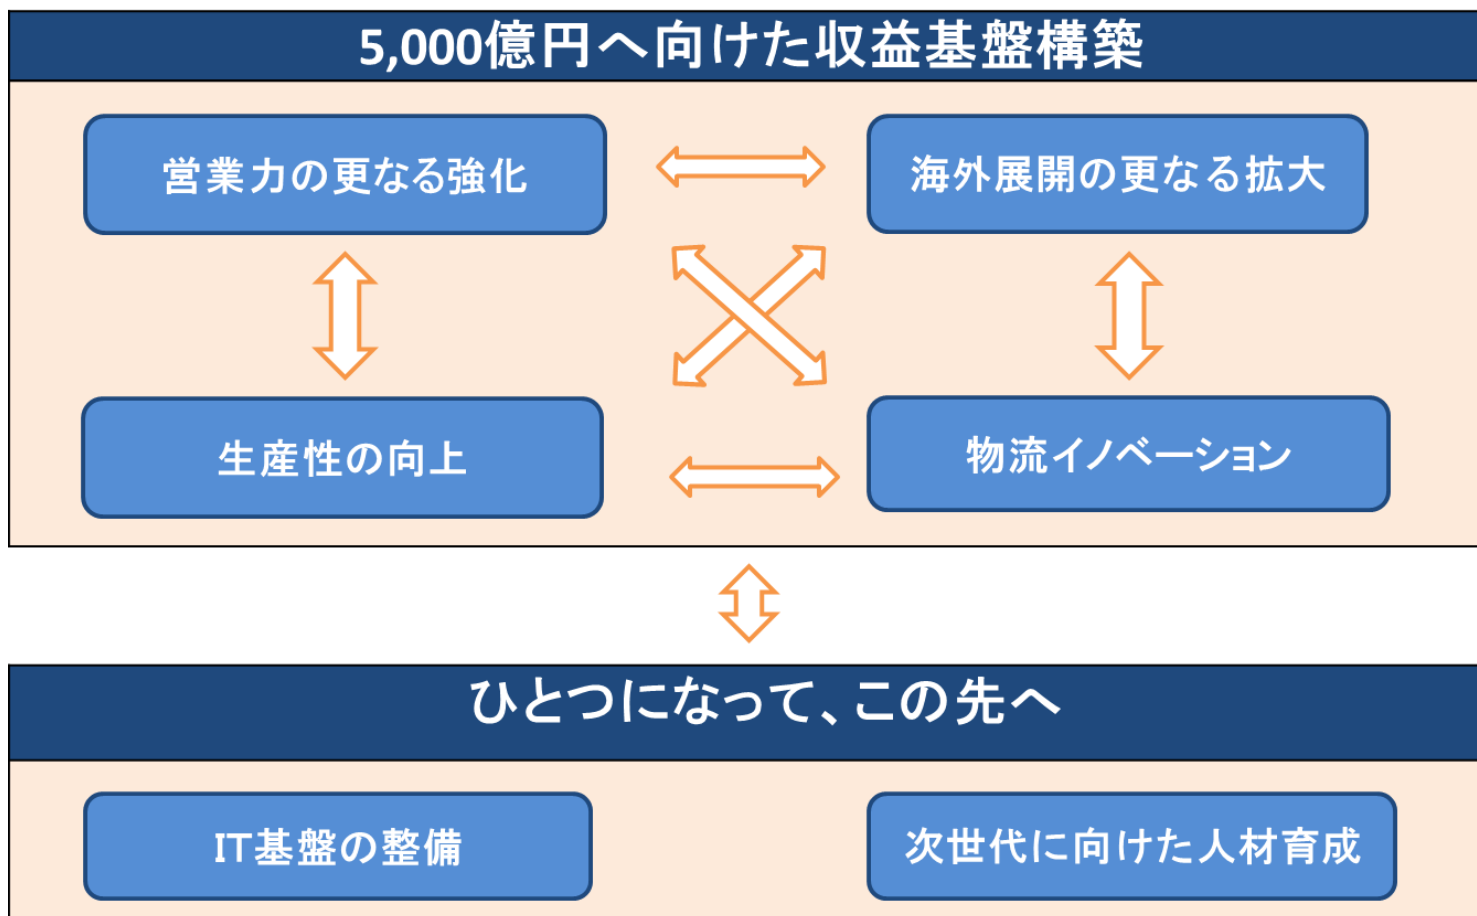 5,000億円へ向けた収益基盤構築
営業力の更なる強化
海外展開の更なる拡大
生産性の向上
物流イノベーション
ひとつになって、この先へ
IT基盤の整備
次世代に向けた人材育成